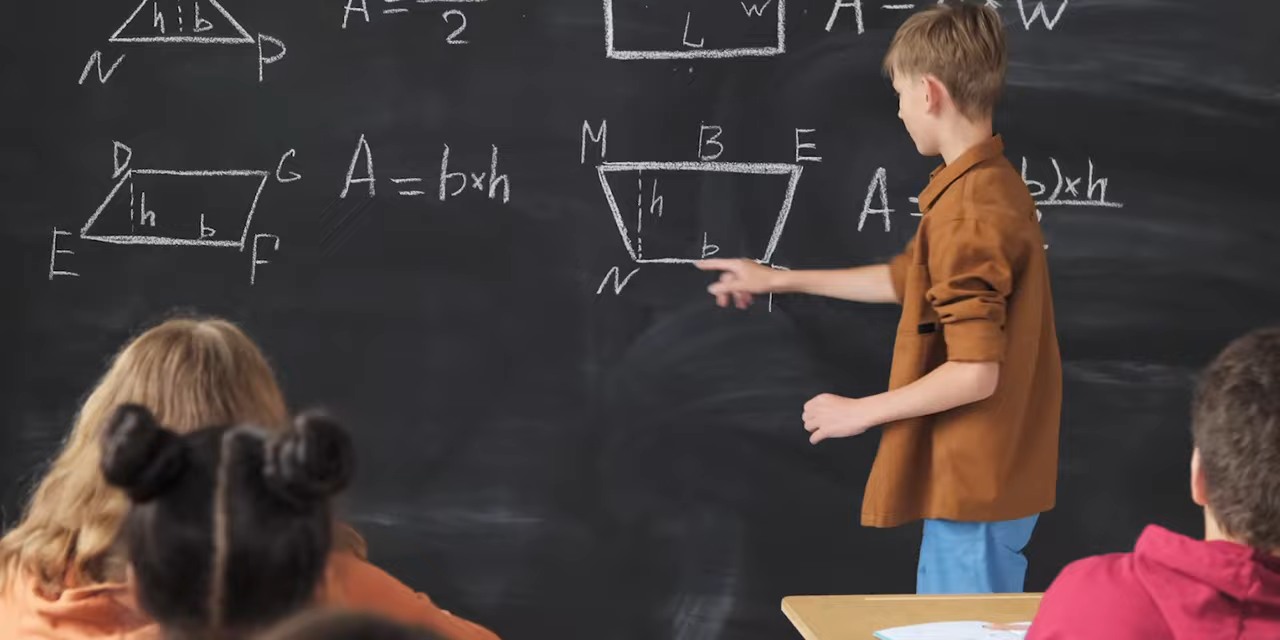 h b
N P
A = 2
L w
A = W
D G
h b
E F
A = b×h
M B E
h
b
N
A = b)×h